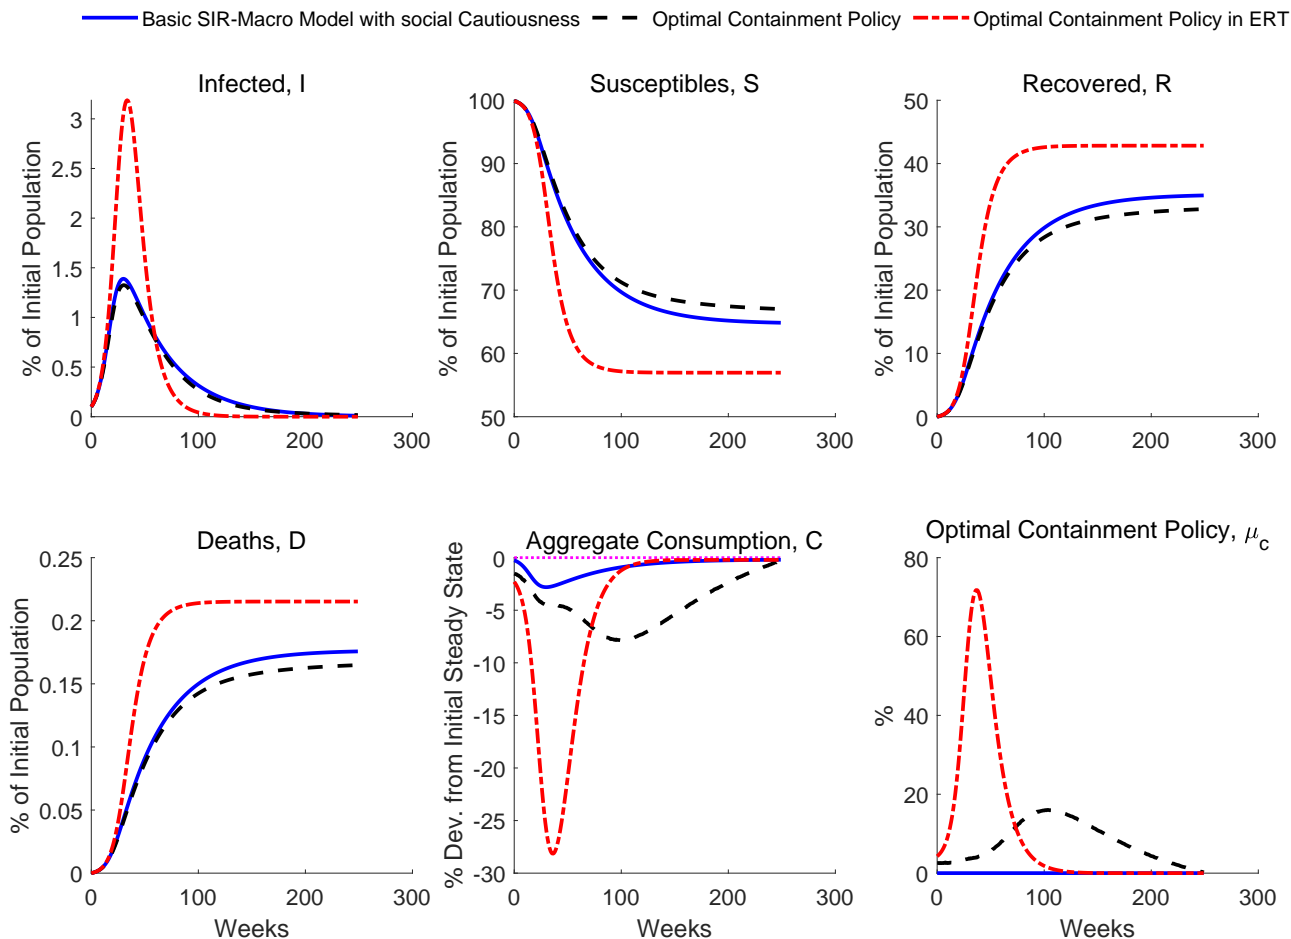 Basic SIR-Macro Model with social Cautiousness Optimal Containment Policy Optimal Containment Policy in ERT
Infected, I
% of Initial Population
3
2.5
2
1.5
1
0.5
0
0 100 200 300
Susceptibles, S
% of Initial Population
100
90
80
70
60
50
0 100 200 300
Recovered, R
% of Initial Population
50
40
30
20
10
0
0 100 200 300
Deaths, D
% of Initial Population
0.25
0.2
0.15
0.1
0.05
0
0 100 200 300
Weeks
Aggregate Consumption, C
% Dev. from Initial Steady State
0
-5
-10
-15
-20
-25
-30
0 100 200 300
Weeks
Optimal Containment Policy, μc
%
80
60
40
20
0
0 100 200 300
Weeks